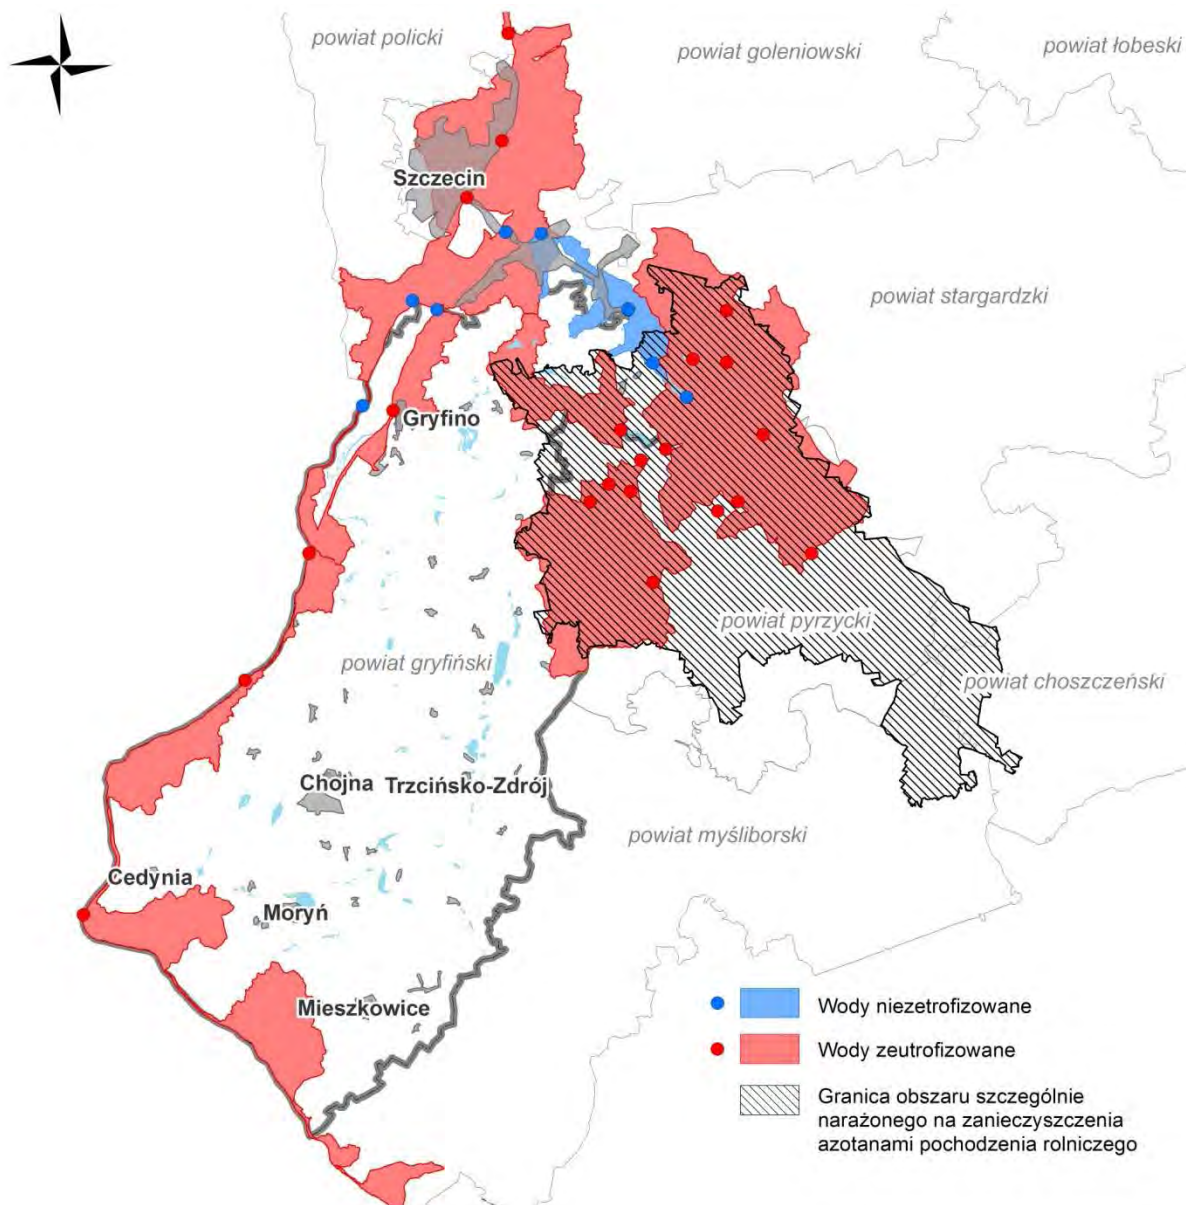 powiat policki
powiat goleniowski
powiat łobeski
Szczecin
powiat stargardzki
Gryfino
powiat pyrzycki
powiat gryfiński
powiat choszczeński
Chojna
Trzcińsko-Zdrój
powiat myśliborski
Cedynia
Moryń
Mieszkowice
Wody niezetrofizowane
Wody zeutrofizowane
Granica obszaru szczególnie
narażonego na zanieczyszczenia
azotanami pochodzenia rolniczego